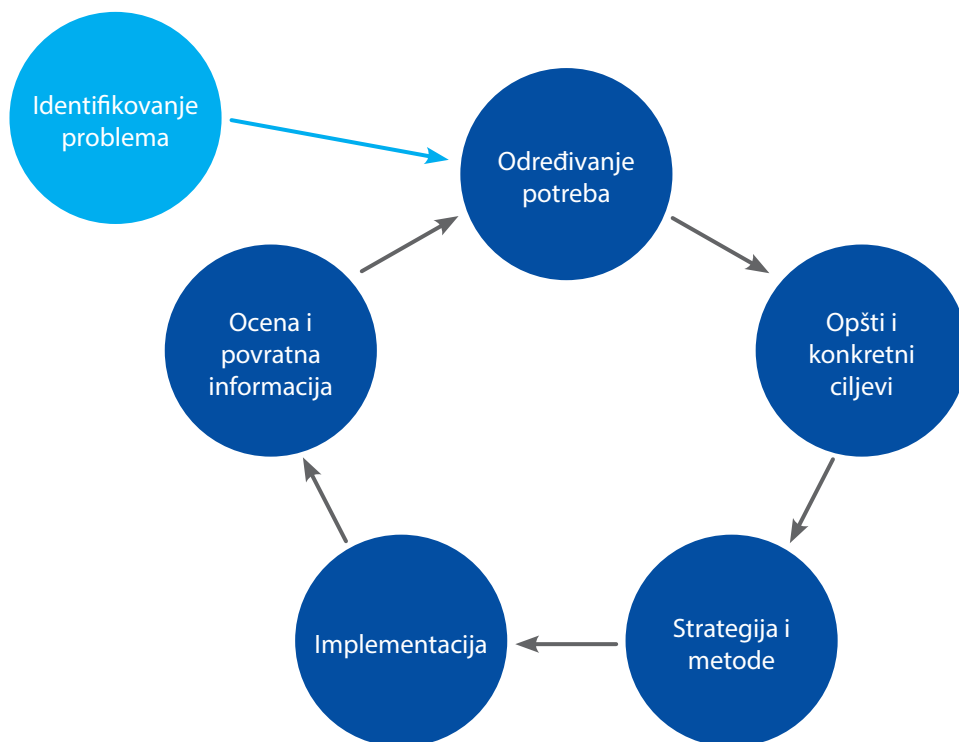 Identifikovanje
problema
Određivanje
potreba
Opšti i
konkretni
ciljevi
Strategija i
metode
Implementacija
Ocena i
povratna
informacija